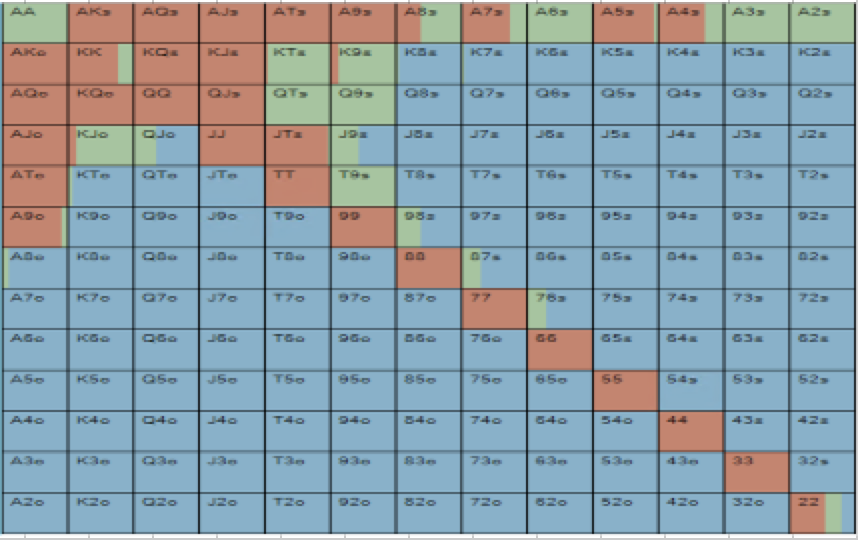 AA AKs AQs AJs ATs A9s A8s A7s A6s A5s A4s A3s A2s
AKo KK KQs KJs KTs K9s K8s K7s K6s K5s K4s K3s K2s
AQo KQo QQ QJs QTs Q9s Q8s Q7s Q6s Q5s Q4s Q3s Q2s
AJo KJo QJo JJ JTs J9s J8s J7s J6s J5s J4s J3s J2s
ATo KTo QTo JTo TT T9s T8s T7s T6s T5s T4s T3s T2s
A9o K9o Q9o J9o T9o 99 98s 97s 96s 95s 94s 93s 92s
A8o K8o Q8o J8o T8o 98o 88 87s 86s 85s 84s 83s 82s
A7o K7o Q7o J7o T7o 97o 87o 77 76s 75s 74s 73s 72s
A6o K6o Q6o J6o T6o 96o 86o 76o 66 65s 64s 63s 62s
A5o K5o Q5o J5o T5o 95o 85o 75o 65o 55 54s 53s 52s
A4o K4o Q4o J4o T4o 94o 84o 74o 64o 54o 44 43s 42s
A3o K3o Q3o J3o T3o 93o 83o 73o 63o 53o 43o 33 32s
A2o K2o Q2o J2o T2o 92o 82o 72o 62o 52o 42o 32o 22